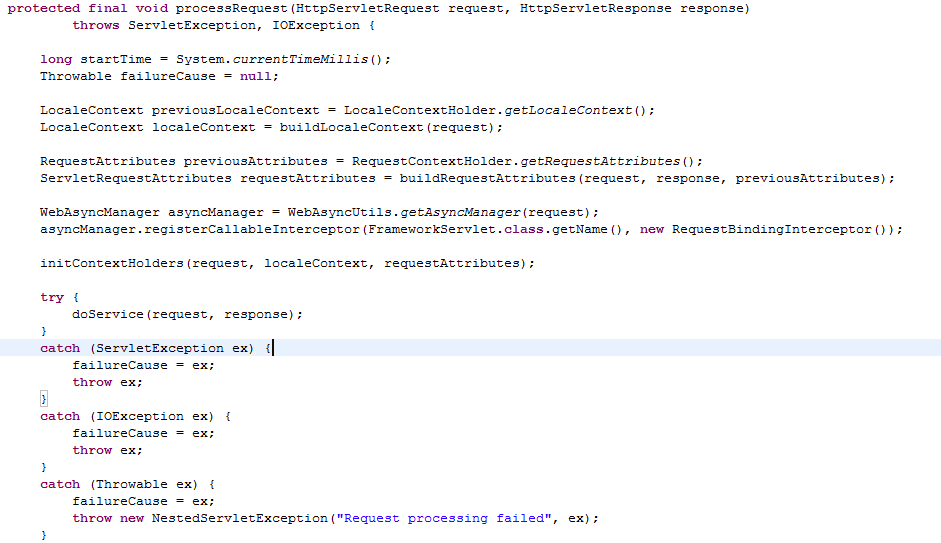 protected final void processRequest(HttpServletRequest request, HttpServletResponse response)
        throws ServletException, IOException {

    long startTime = System.currentTimeMillis();
    Throwable failureCause = null;

    LocaleContext previousLocaleContext = LocaleContextHolder.getLocaleContext();
    LocaleContext localeContext = buildLocaleContext(request);

    RequestAttributes previousAttributes = RequestContextHolder.getRequestAttributes();
    ServletRequestAttributes requestAttributes = buildRequestAttributes(request, response, previousAttributes);

    WebAsyncManager asyncManager = WebAsyncUtils.getAsyncManager(request);
    asyncManager.registerCallableInterceptor(FrameworkServlet.class.getName(), new RequestBindingInterceptor());

    initContextHolders(request, localeContext, requestAttributes);

    try {
        doService(request, response);
    }
    catch (ServletException ex) {
        failureCause = ex;
        throw ex;
    }
    catch (IOException ex) {
        failureCause = ex;
        throw ex;
    }
    catch (Throwable ex) {
        failureCause = ex;
        throw new NestedServletException("Request processing failed", ex);
    }